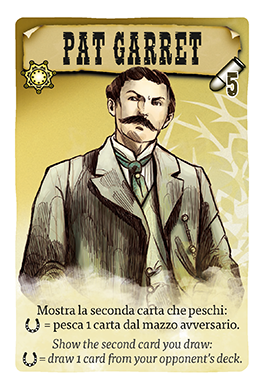 PAT GARRET
5
Mostra la seconda carta che peschi:
= pesca 1 carta dal mazzo avversario.
Show the second card you draw:
= draw 1 card from your opponent's deck.